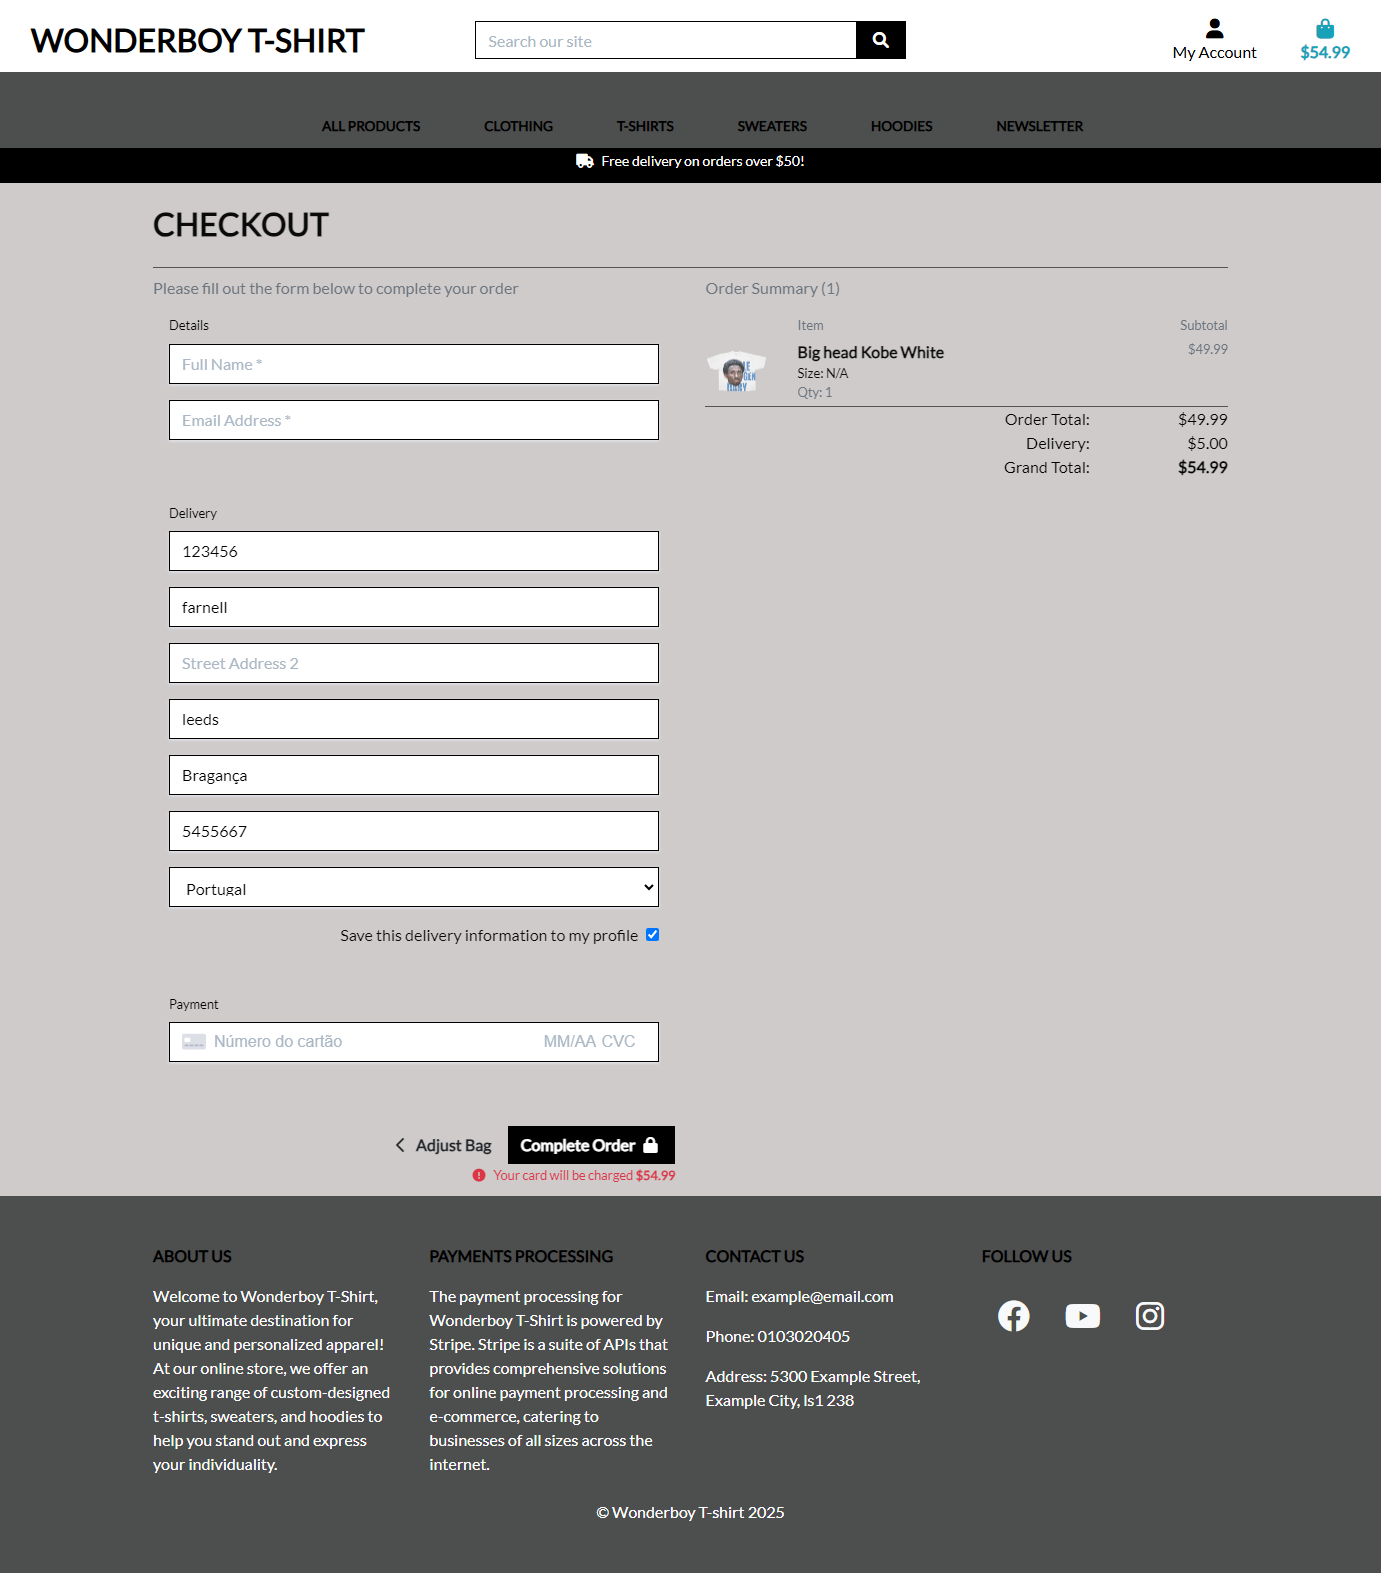 WONDERBOY T-SHIRT
Search our site
My Account
$54.99
ALL PRODUCTS
CLOTHING
T-SHIRTS
SWEATERS
HOODIES
NEWSLETTER
Free delivery on orders over $50!
CHECKOUT
Please fill out the form below to complete your order
Details
Full Name *
Email Address *
Delivery
123456
farnell
Street Address 2
leeds
Bragança
5455667
Portugal
Save this delivery information to my profile
Payment
Número do cartão MM/AA CVC
Adjust Bag
Complete Order
Your card will be charged $54.99
Order Summary (1)
Item Subtotal
Big head Kobe White $49.99
Size: N/A
Qty: 1
Order Total: $49.99
Delivery: $5.00
Grand Total: $54.99
ABOUT US
Welcome to Wonderboy T-Shirt,
your ultimate destination for
unique and personalized apparel!
At our online store, we offer an
exciting range of custom-designed
t-shirts, sweaters, and hoodies to
help you stand out and express
your individuality.
PAYMENTS PROCESSING
The payment processing for
Wonderboy T-Shirt is powered by
Stripe. Stripe is a suite of APIs that
provides comprehensive solutions
for online payment processing and
e-commerce, catering to
businesses of all sizes across the
internet.
CONTACT US
Email: example@email.com
Phone: 0103020405
Address: 5300 Example Street,
Example City, ls1 238
FOLLOW US
© Wonderboy T-shirt 2025